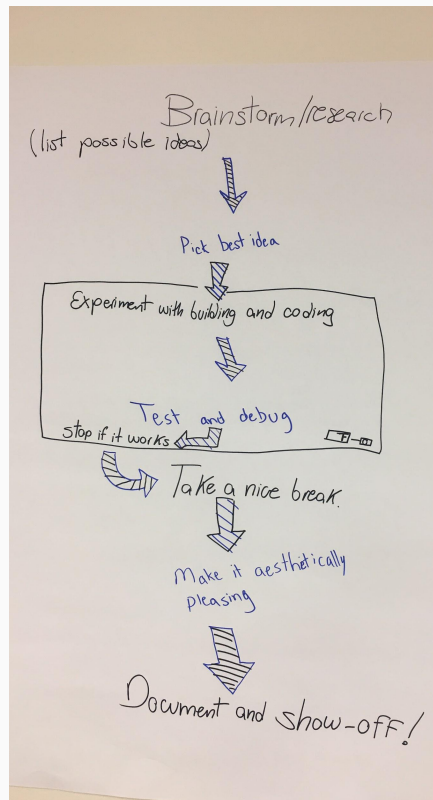 Brainstorm/research
(list possible ideas)
Pick best idea
Experiment with building and coding
Test and debug
stop if it works
Take a nice break.
Make it aesthetically
pleasing
Document and show-off!